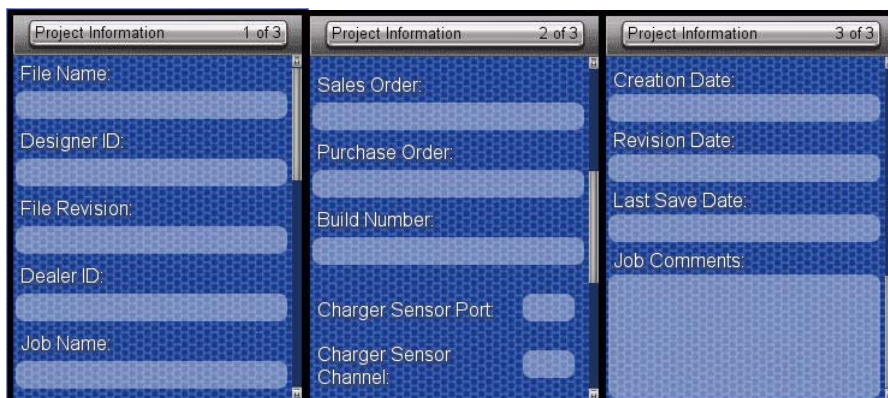 Project Information 1 of 3
File Name:
Designer ID:
File Revision:
Dealer ID:
Job Name:
Project Information 2 of 3
Sales Order:
Purchase Order:
Build Number:
Charger Sensor Port:
Charger Sensor
Channel:
Project Information 3 of 3
Creation Date:
Revision Date:
Last Save Date:
Job Comments: